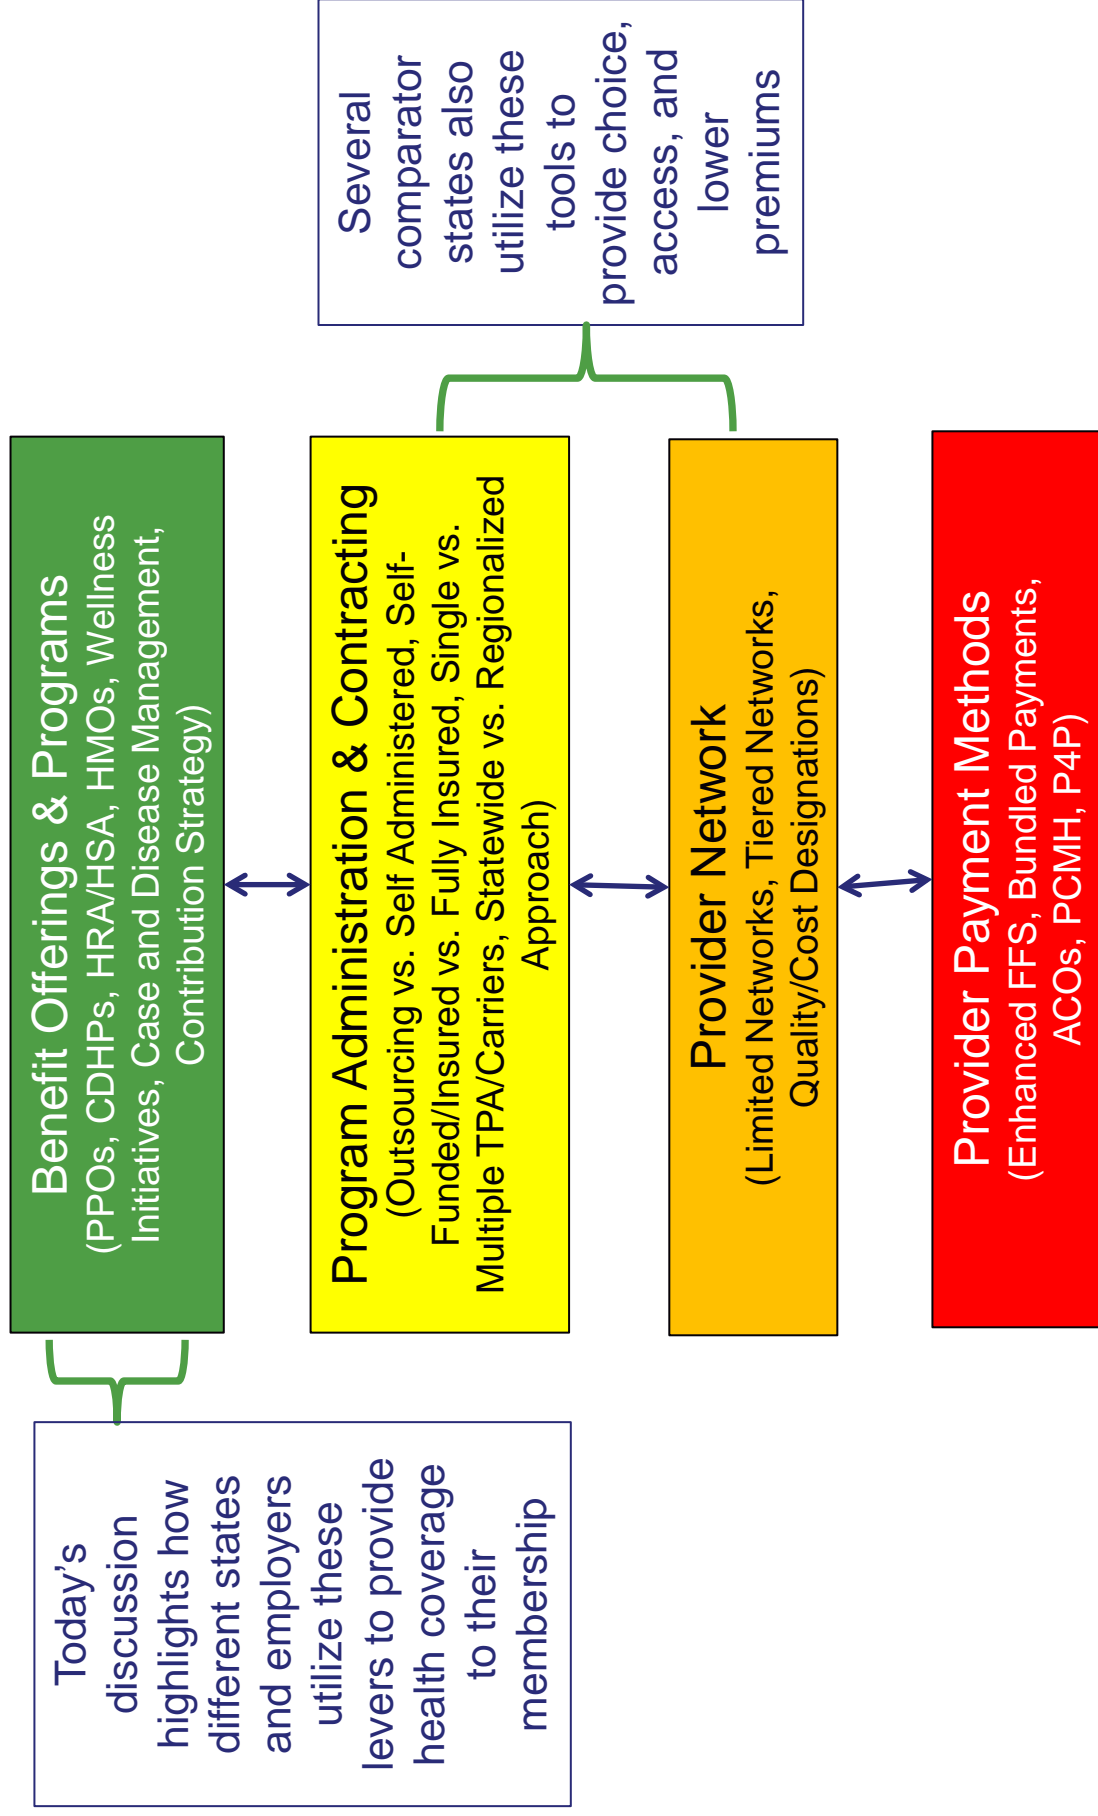 Today’s
discussion
highlights how
different states
and employers
utilize these
levers to provide
health coverage
to their
membership
Benefit Offerings & Programs
(PPOs, CDHPs, HRA/HSA, HMOs, Wellness
Initiatives, Case and Disease Management,
Contribution Strategy)
Program Administration & Contracting
(Outsourcing vs. Self Administered, Self-
Funded/Insured vs. Fully Insured, Single vs.
Multiple TPA/Carriers, Statewide vs. Regionalized
Approach)
Provider Network
(Limited Networks, Tiered Networks,
Quality/Cost Designations)
Provider Payment Methods
(Enhanced FFS, Bundled Payments,
ACOs, PCMH, P4P)
Several
comparator
states also
utilize these
tools to
provide choice,
access, and
lower
premiums